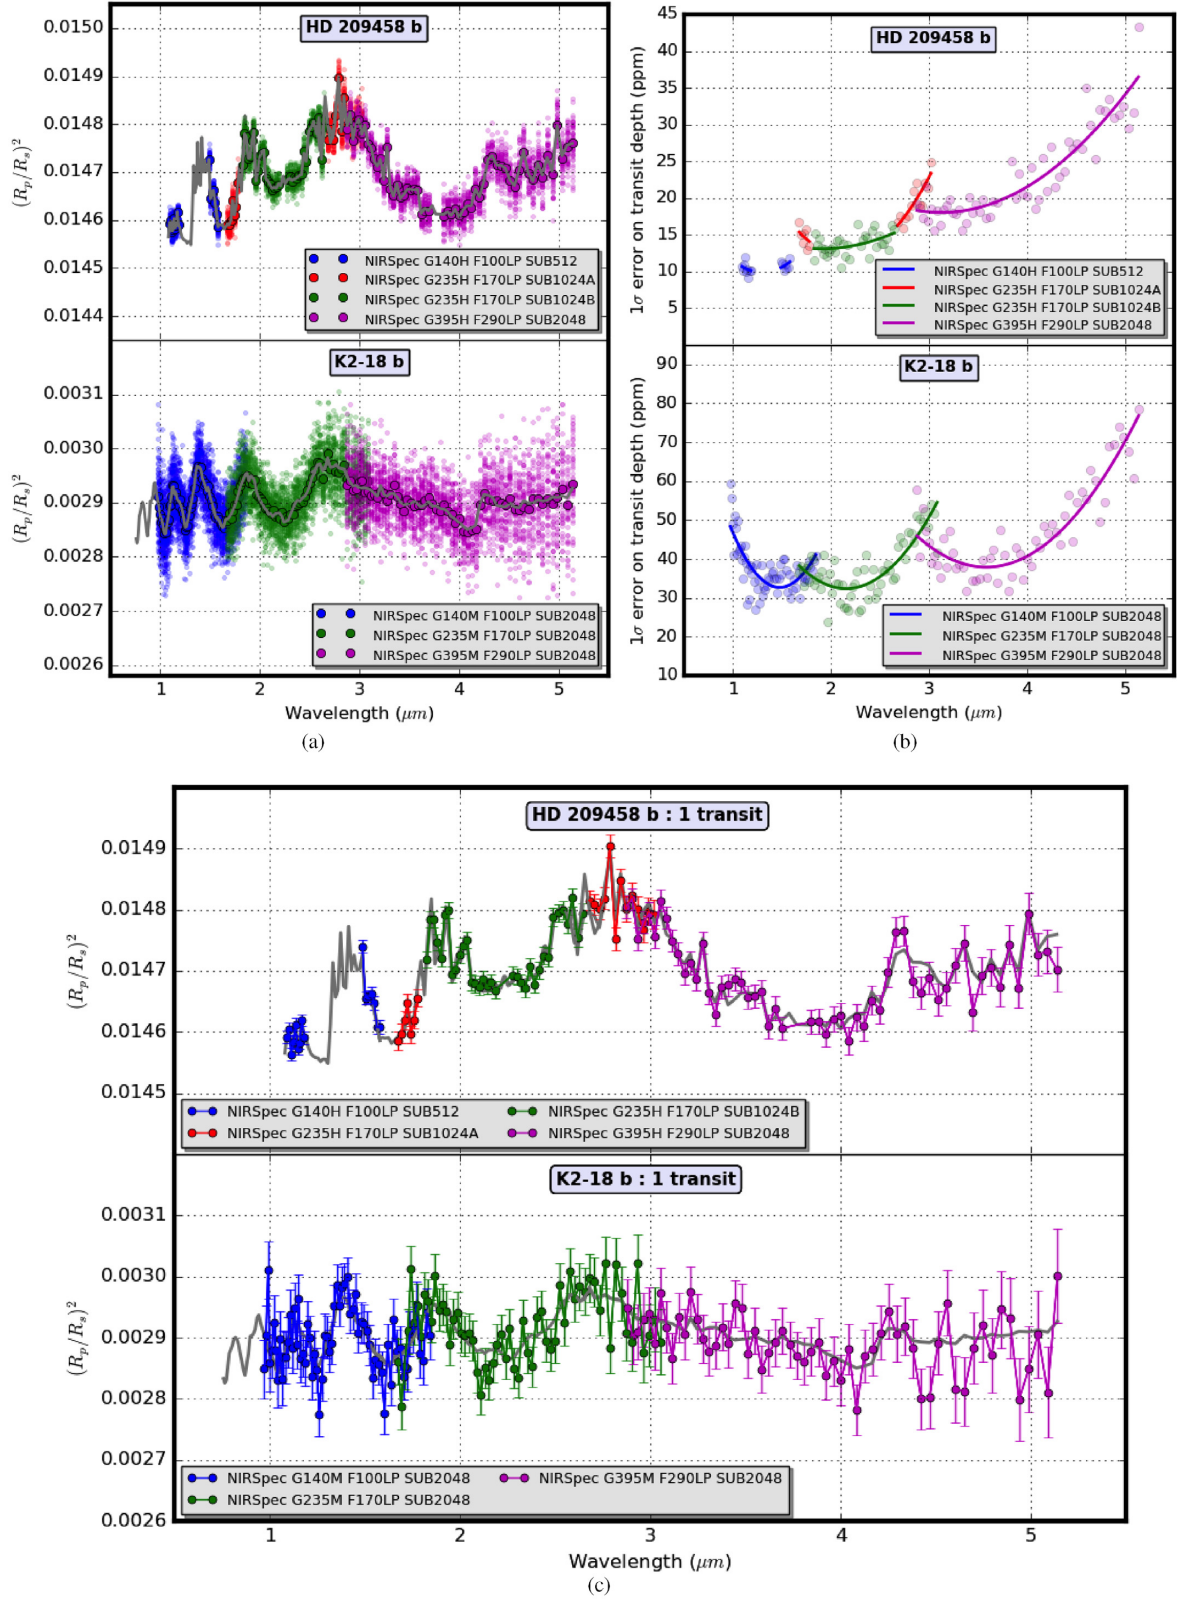 HD 209458 b
0.0150
0.0149
0.0148
0.0147
0.0146
0.0145
0.0144
(R_p/R_s)^2
NIRSpec G140H F100LP SUB512
NIRSpec G235H F170LP SUB1024A
NIRSpec G235H F170LP SUB1024B
NIRSpec G395H F290LP SUB2048
K2-18 b
0.0031
0.0030
0.0029
0.0028
0.0027
0.0026
(R_p/R_s)^2
NIRSpec G140M F100LP SUB2048
NIRSpec G235M F170LP SUB2048
NIRSpec G395M F290LP SUB2048
1 2 3 4 5
Wavelength (μm)
(a)
HD 209458 b
45
40
35
30
25
20
15
10
5
1σ error on transit depth (ppm)
NIRSpec G140H F100LP SUB512
NIRSpec G235H F170LP SUB1024A
NIRSpec G235H F170LP SUB1024B
NIRSpec G395H F290LP SUB2048
K2-18 b
90
80
70
60
50
40
30
20
10
1σ error on transit depth (ppm)
NIRSpec G140M F100LP SUB2048
NIRSpec G235M F170LP SUB2048
NIRSpec G395M F290LP SUB2048
1 2 3 4 5
Wavelength (μm)
(b)
HD 209458 b : 1 transit
0.0149
0.0148
0.0147
0.0146
0.0145
(R_p/R_s)^2
NIRSpec G140H F100LP SUB512
NIRSpec G235H F170LP SUB1024A
NIRSpec G235H F170LP SUB1024B
NIRSpec G395H F290LP SUB2048
K2-18 b : 1 transit
0.0031
0.0030
0.0029
0.0028
0.0027
0.0026
(R_p/R_s)^2
NIRSpec G140M F100LP SUB2048
NIRSpec G235M F170LP SUB2048
NIRSpec G395M F290LP SUB2048
1 2 3 4 5
Wavelength (μm)
(c)